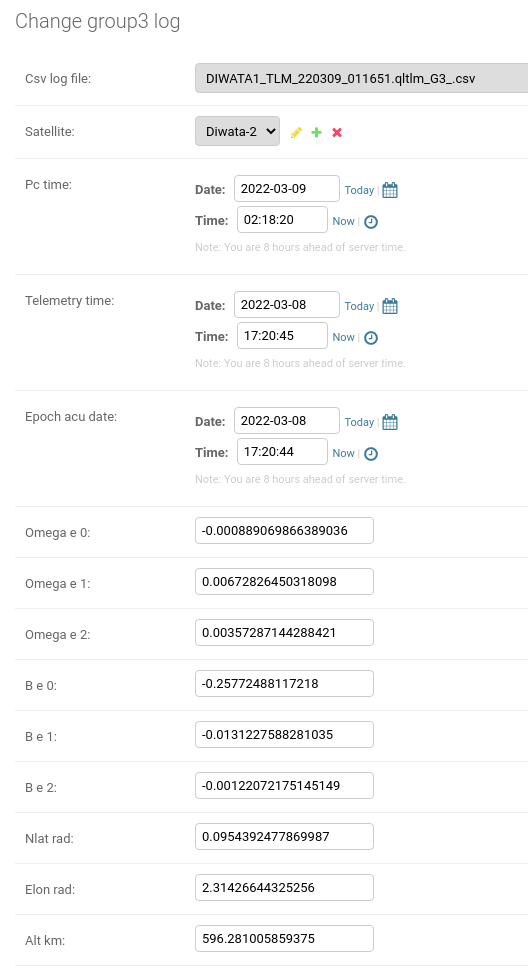 Change group3 log
Csv log file: DIWATA1_TLM_220309_011651.qltlm_G3_.csv
Satellite: Diwata-2
Pc time: Date: 2022-03-09 Today |
Time: 02:18:20 Now |
Note: You are 8 hours ahead of server time.
Telemetry time: Date: 2022-03-08 Today |
Time: 17:20:45 Now |
Note: You are 8 hours ahead of server time.
Epoch acu date: Date: 2022-03-08 Today |
Time: 17:20:44 Now |
Note: You are 8 hours ahead of server time.
Omega e 0: -0.000889069866389036
Omega e 1: 0.00672826450318098
Omega e 2: 0.00357287144288421
B e 0: -0.25772488117218
B e 1: -0.0131227588281035
B e 2: -0.00122072175145149
Nlat rad: 0.0954392477869987
Elon rad: 2.31426644325256
Alt km: 596.281005859375